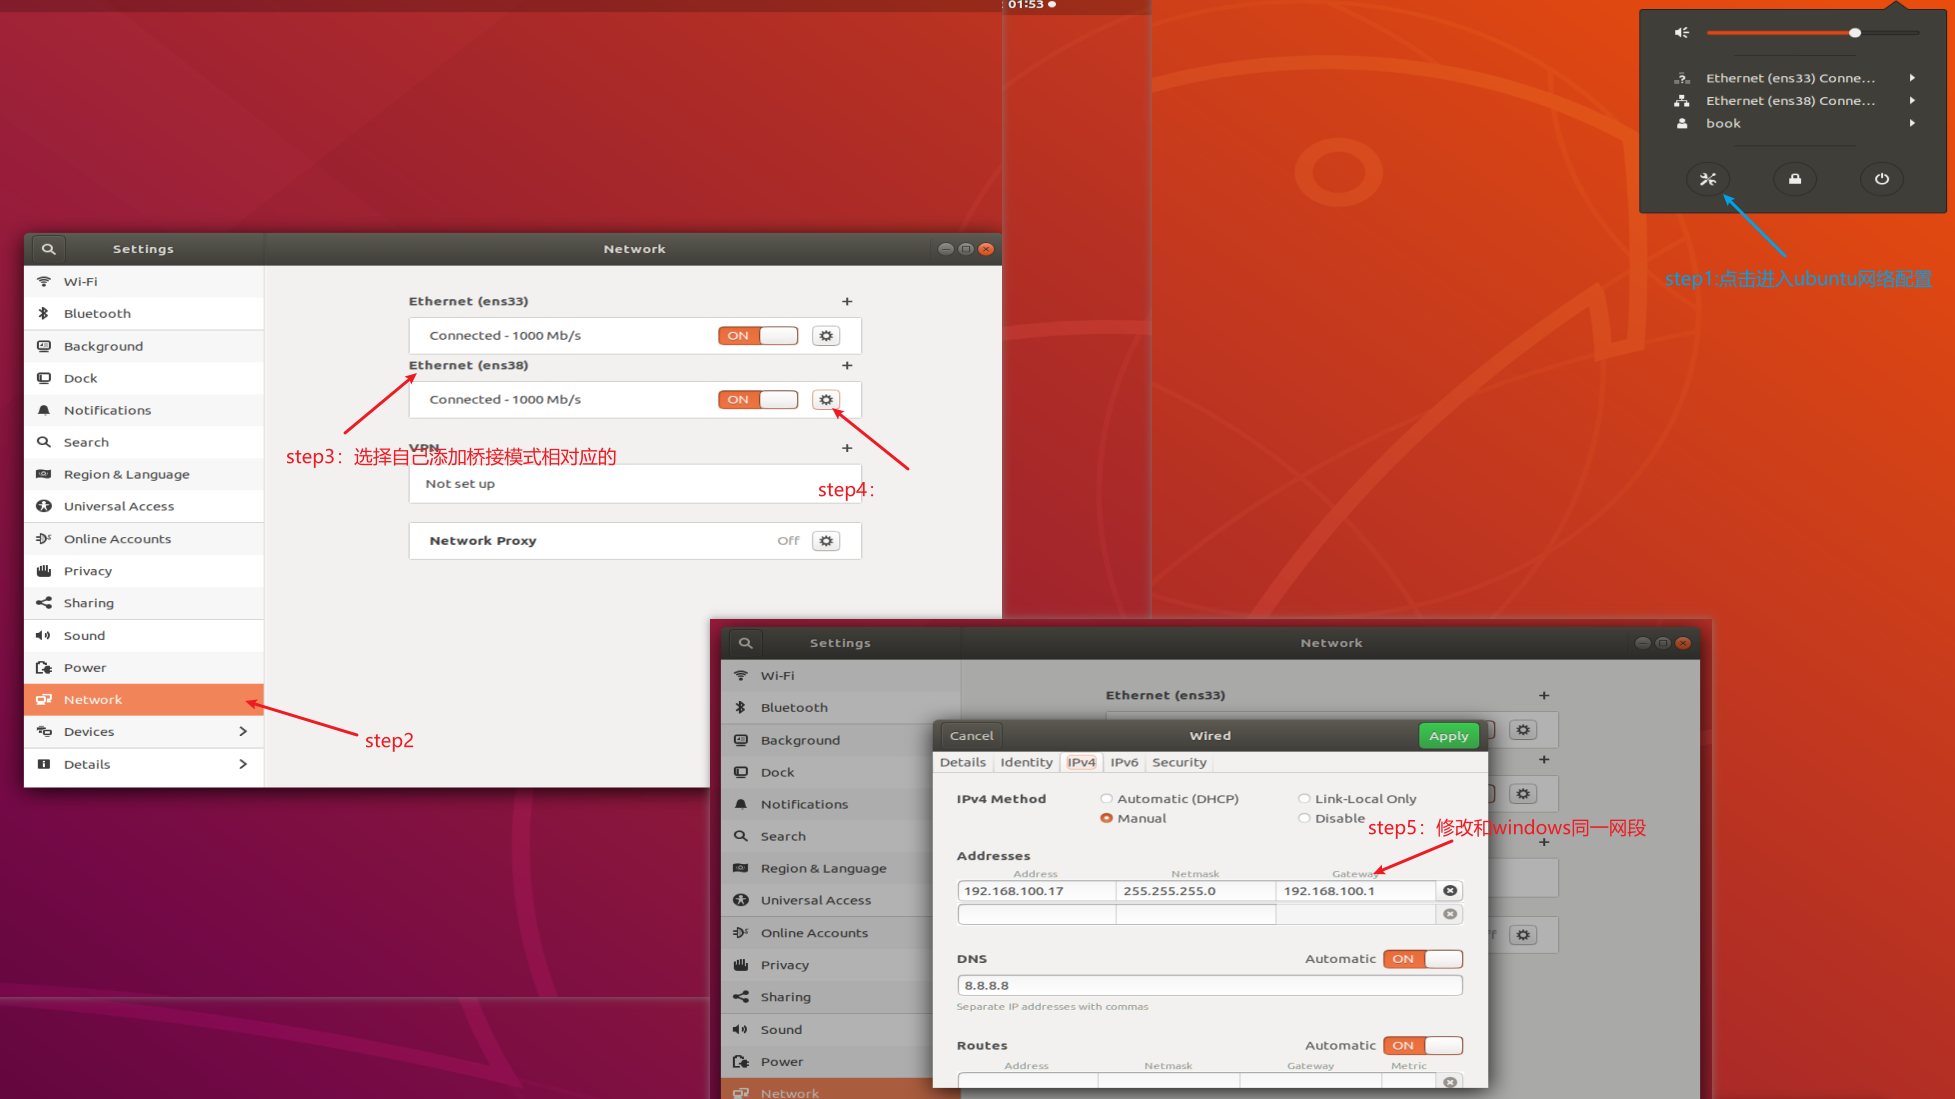 01:53
Ethernet (ens33) Conne...
Ethernet (ens38) Conne...
book
step1:点击进入ubuntu网络配置
Settings
Network
Wi-Fi
Bluetooth
Background
Dock
Notifications
Search
Region & Language
Universal Access
Online Accounts
Privacy
Sharing
Sound
Power
Network
Devices
Details
step2
Ethernet (ens33)
Connected - 1000 Mb/s
ON
Ethernet (ens38)
Connected - 1000 Mb/s
ON
step3：选择自己添加桥接模式相对应的
step4：
VPN
Not set up
Network Proxy
Off
Settings
Network
Wi-Fi
Bluetooth
Background
Dock
Notifications
Search
Region & Language
Universal Access
Online Accounts
Privacy
Sharing
Sound
Power
Network
Ethernet (ens33)
Cancel
Wired
Apply
Details
Identity
IPv4
IPv6
Security
IPv4 Method
Automatic (DHCP)
Link-Local Only
Manual
Disable
step5：修改和windows同一网段
Addresses
Address
Netmask
Gateway
192.168.100.17
255.255.255.0
192.168.100.1
DNS
Automatic
ON
8.8.8.8
Separate IP addresses with commas
Routes
Automatic
ON
Address
Netmask
Gateway
Metric